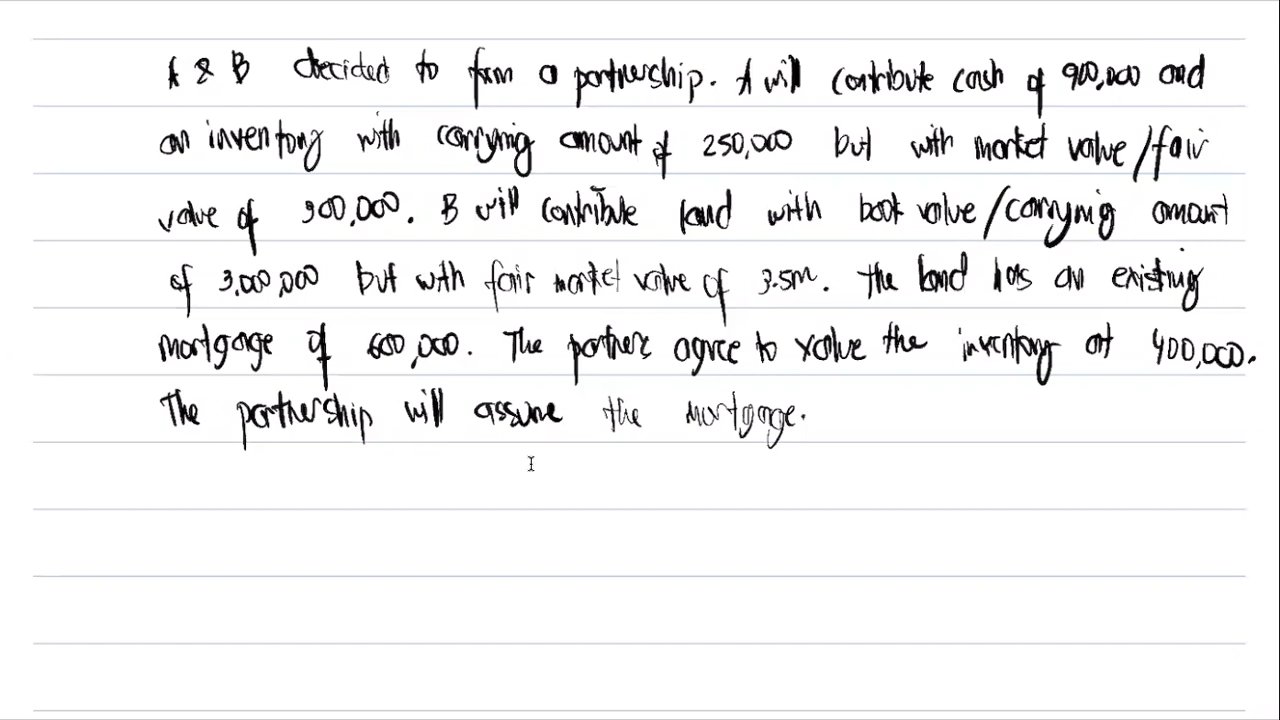 A & B decided to form a partnership. A will contribute cash of 900,000 and
an inventory with carrying amount of 250,000 but with market value/fair
value of 300,000. B will contribute land with book value/carrying amount
of 3,000,000 but with fair market value of 3.5m. The land has an existing
mortgage of 600,000. The partners agree to value the inventory at 400,000.
The partnership will assume the mortgage.